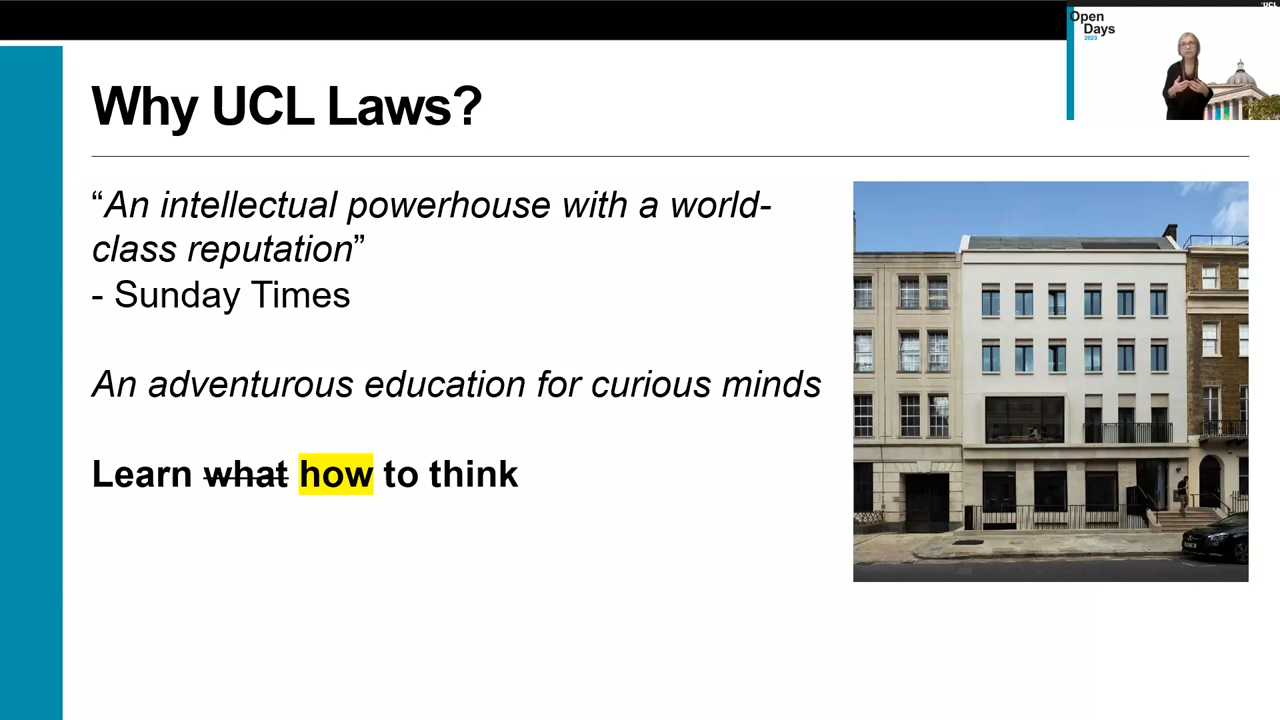 UCL
Open
Days
2023
Why UCL Laws?
“An intellectual powerhouse with a world-
class reputation”
- Sunday Times
An adventurous education for curious minds
Learn what how to think